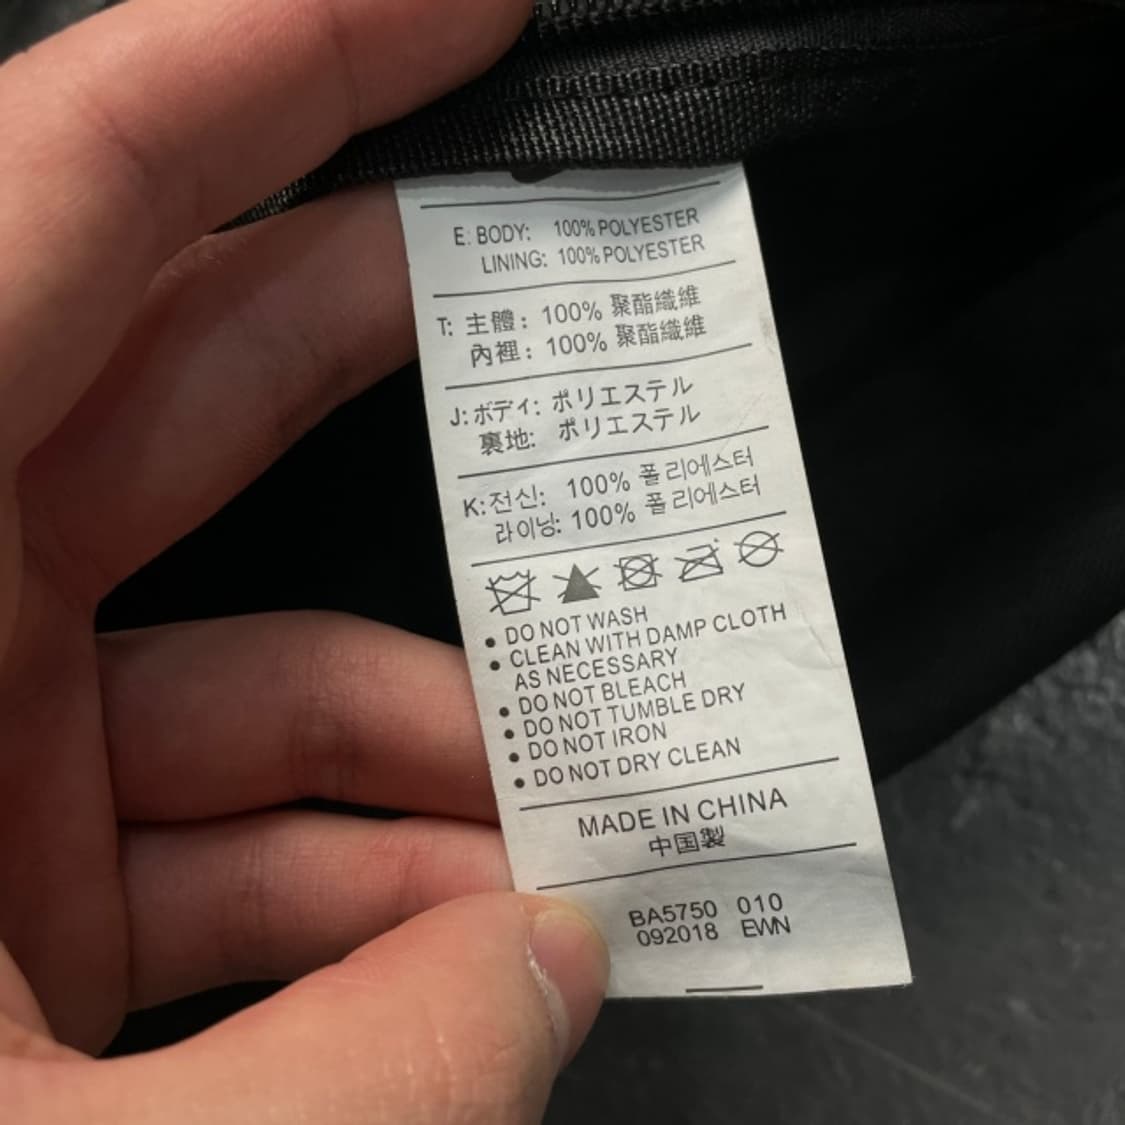 E: BODY: 100% POLYESTER
LINING: 100% POLYESTER
T: 主體: 100% 聚酯纖維
內裡: 100% 聚酯纖維
J: ボディ: ポリエステル
裏地: ポリエステル
K: 전신: 100% 폴리에스터
라이닝: 100% 폴리에스터
• DO NOT WASH
• CLEAN WITH DAMP CLOTH
AS NECESSARY
• DO NOT BLEACH
• DO NOT TUMBLE DRY
• DO NOT IRON
• DO NOT DRY CLEAN
MADE IN CHINA
中国製
BA5750 010
092018 EWN